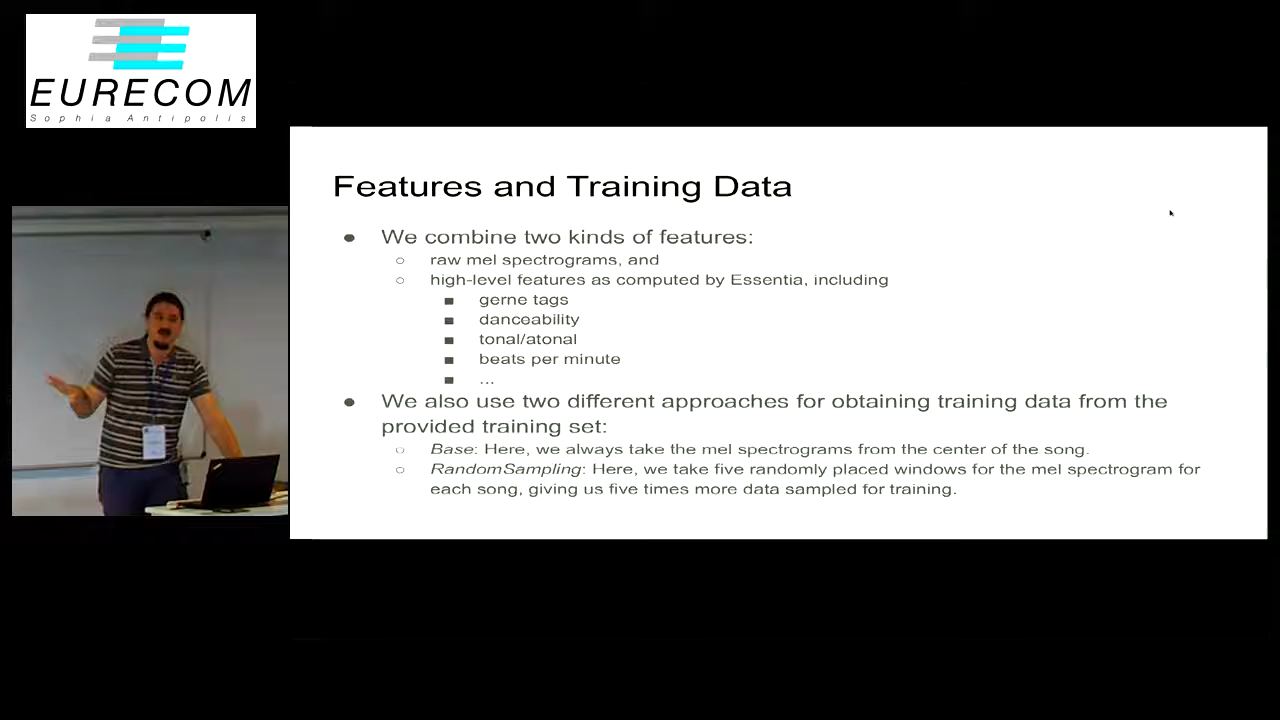 EURECOM
Sophia Antipolis
Features and Training Data
● We combine two kinds of features:
○ raw mel spectrograms, and
○ high-level features as computed by Essentia, including
■ gerne tags
■ danceability
■ tonal/atonal
■ beats per minute
■ ...
● We also use two different approaches for obtaining training data from the
provided training set:
○ Base: Here, we always take the mel spectrograms from the center of the song.
○ RandomSampling: Here, we take five randomly placed windows for the mel spectrogram for
each song, giving us five times more data sampled for training.